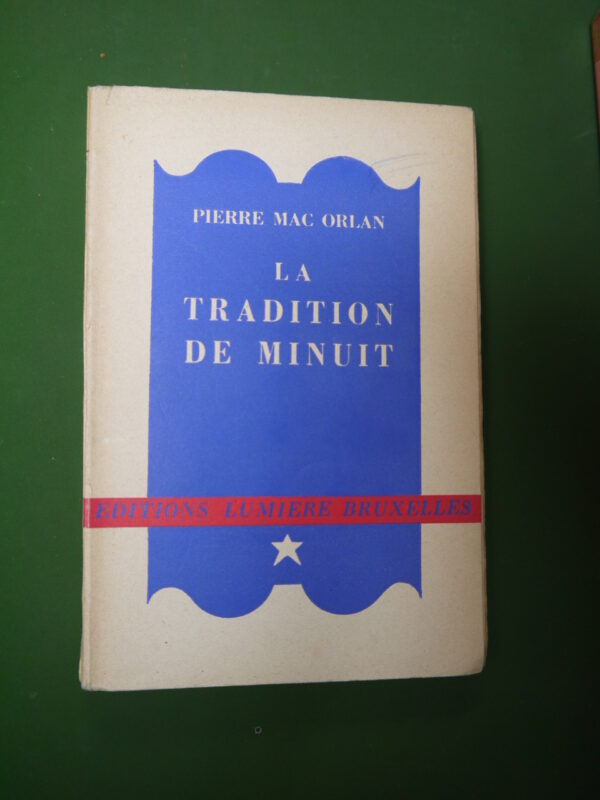 PIERRE MAC ORLAN
LA
TRADITION
DE MINUIT
EDITIONS LUMIERE BRUXELLES